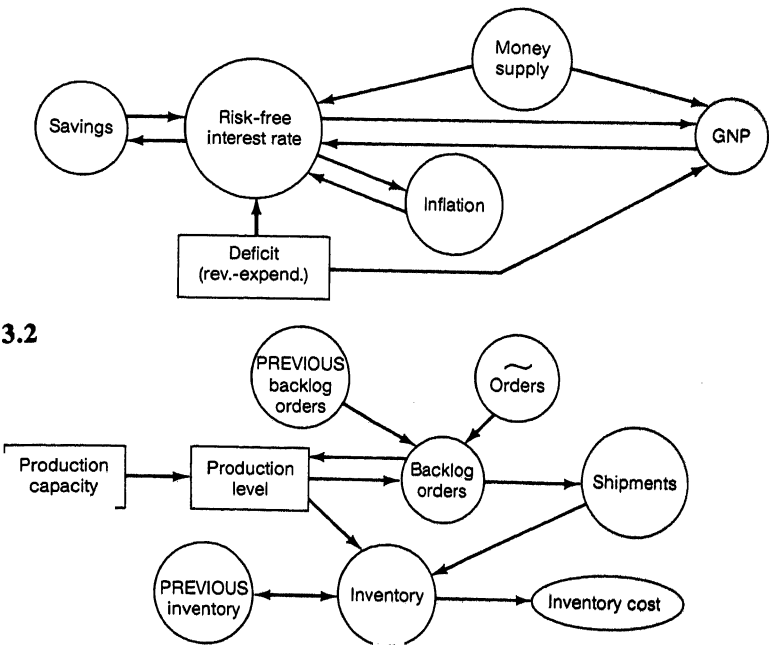 Money
supply
Savings
Risk-free
interest rate
GNP
Inflation
Deficit
(rev.-expend.)
3.2
PREVIOUS
backlog
orders
~
Orders
Production
capacity
Production
level
Backlog
orders
Shipments
PREVIOUS
inventory
Inventory
Inventory cost